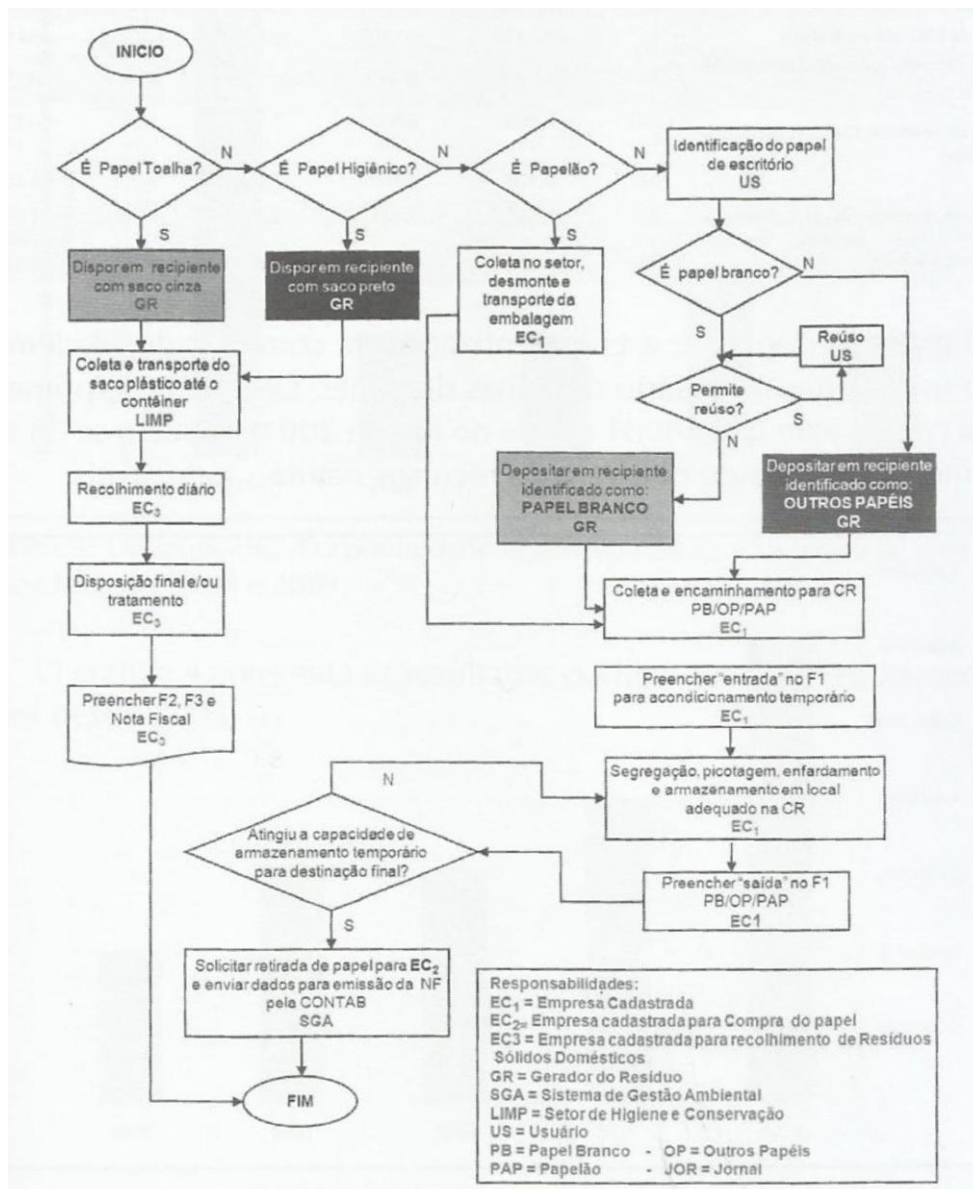 INICIO
É Papel Toalha?
N
É Papel Higiênico?
N
É Papelão?
N
Identificação do papel
de escritório
US
S
S
S
Dispor em recipiente
com saco cinza
GR
Dispor em recipiente
com saco preto
GR
Coleta no setor,
desmonte e
transporte da
embalagem
EC1
É papel branco?
N
S
Reúso
US
Coleta e transporte do
saco plástico até o
contêiner
LIMP
Permite
reúso?
S
N
Recolhimento diário
EC3
Depositar em recipiente
identificado como:
PAPEL BRANCO
GR
Depositar em recipiente
identificado como:
OUTROS PAPÉIS
GR
Disposição final e/ou
tratamento
EC3
Coleta e encaminhamento para CR
PB/OP/PAP
EC1
Preencher F2, F3 e
Nota Fiscal
EC3
Preencher "entrada" no F1
para acondicionamento temporário
EC1
N
Segregação, picotagem, enfardamento
e armazenamento em local
adequado na CR
EC1
Atingiu a capacidade de
armazenamento temporário
para destinação final?
Preencher "saída" no F1
PB/OP/PAP
EC1
S
Solicitar retirada de papel para EC2
e enviar dados para emissão da NF
pela CONTAB
SGA
FIM
Responsabilidades:
EC1 = Empresa Cadastrada
EC2= Empresa cadastrada para Compra do papel
EC3 = Empresa cadastrada para recolhimento de Resíduos
Sólidos Domésticos
GR = Gerador do Resíduo
SGA = Sistema de Gestão Ambiental
LIMP = Setor de Higiene e Conservação
US = Usuário
PB = Papel Branco - OP = Outros Papéis
PAP = Papelão - JOR = Jornal